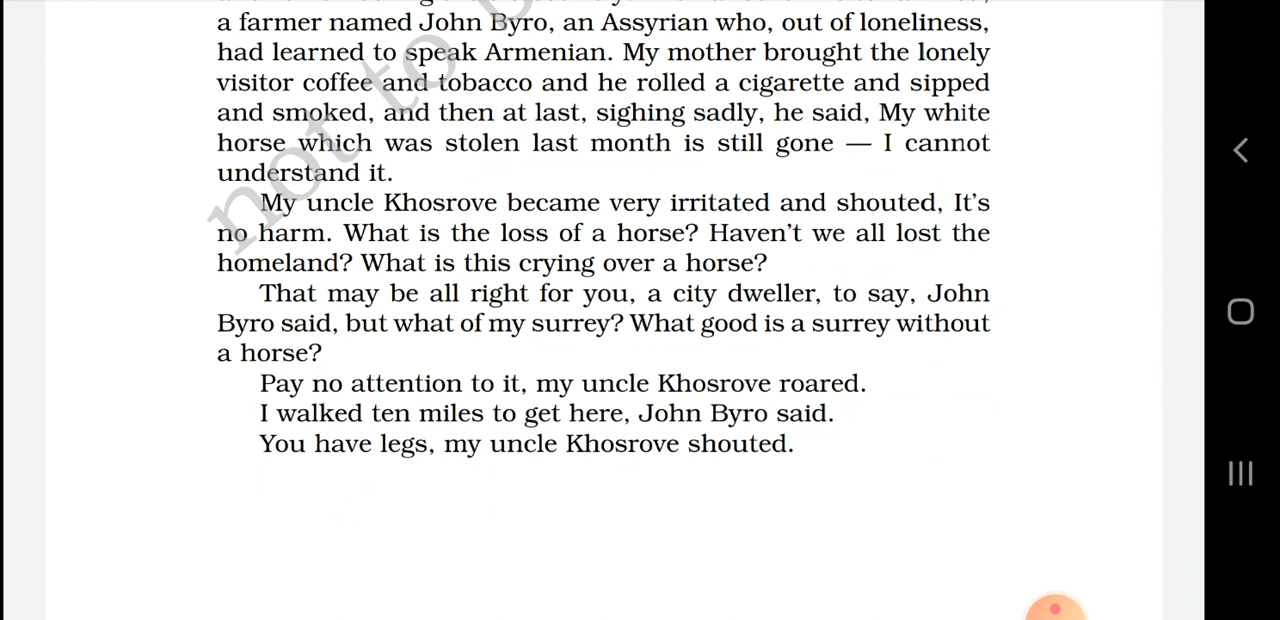 a farmer named John Byro, an Assyrian who, out of loneliness,
had learned to speak Armenian. My mother brought the lonely
visitor coffee and tobacco and he rolled a cigarette and sipped
and smoked, and then at last, sighing sadly, he said, My white
horse which was stolen last month is still gone — I cannot
understand it.
My uncle Khosrove became very irritated and shouted, It's
no harm. What is the loss of a horse? Haven't we all lost the
homeland? What is this crying over a horse?
That may be all right for you, a city dweller, to say, John
Byro said, but what of my surrey? What good is a surrey without
a horse?
Pay no attention to it, my uncle Khosrove roared.
I walked ten miles to get here, John Byro said.
You have legs, my uncle Khosrove shouted.
not to